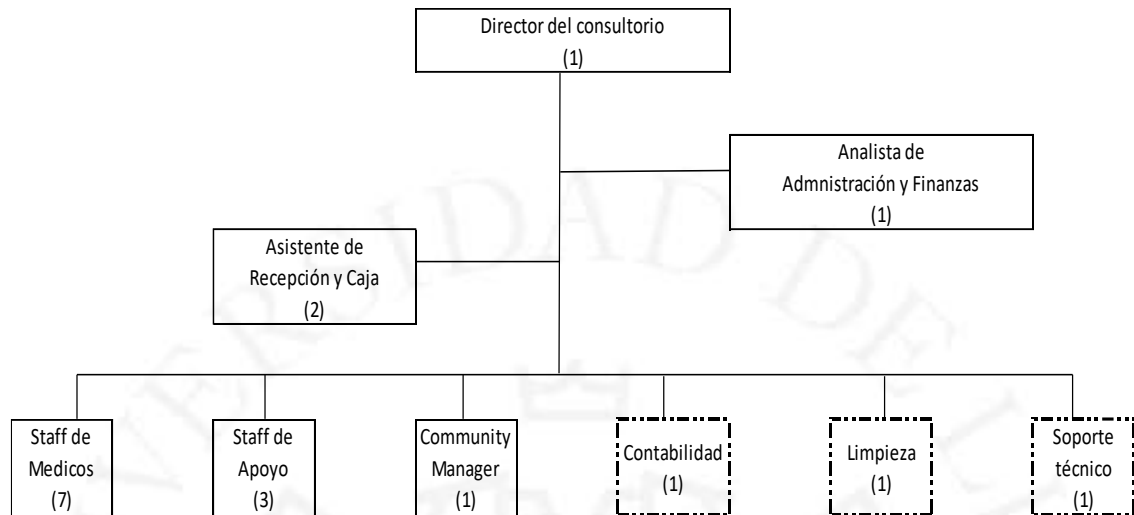 Director del consultorio
(1)
Analista de
Admnistración y Finanzas
(1)
Asistente de
Recepción y Caja
(2)
Staff de
Medicos
(7)
Staff de
Apoyo
(3)
Community
Manager
(1)
Contabilidad
(1)
Limpieza
(1)
Soporte
técnico
(1)